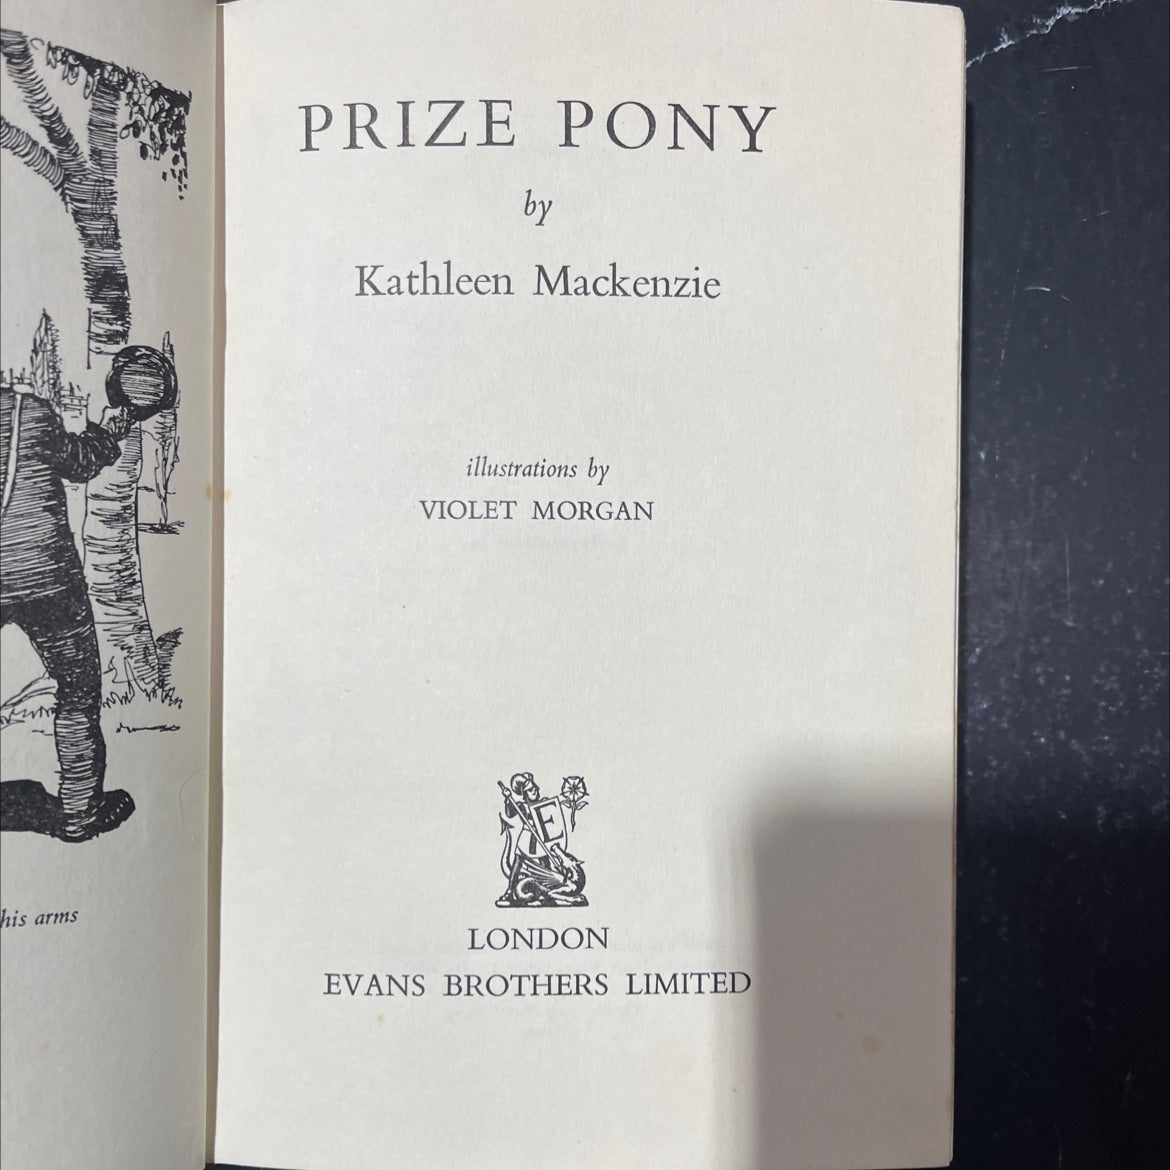 PRIZE PONY
by
Kathleen Mackenzie
illustrations by
VIOLET MORGAN
E
LONDON
EVANS BROTHERS LIMITED
his arms